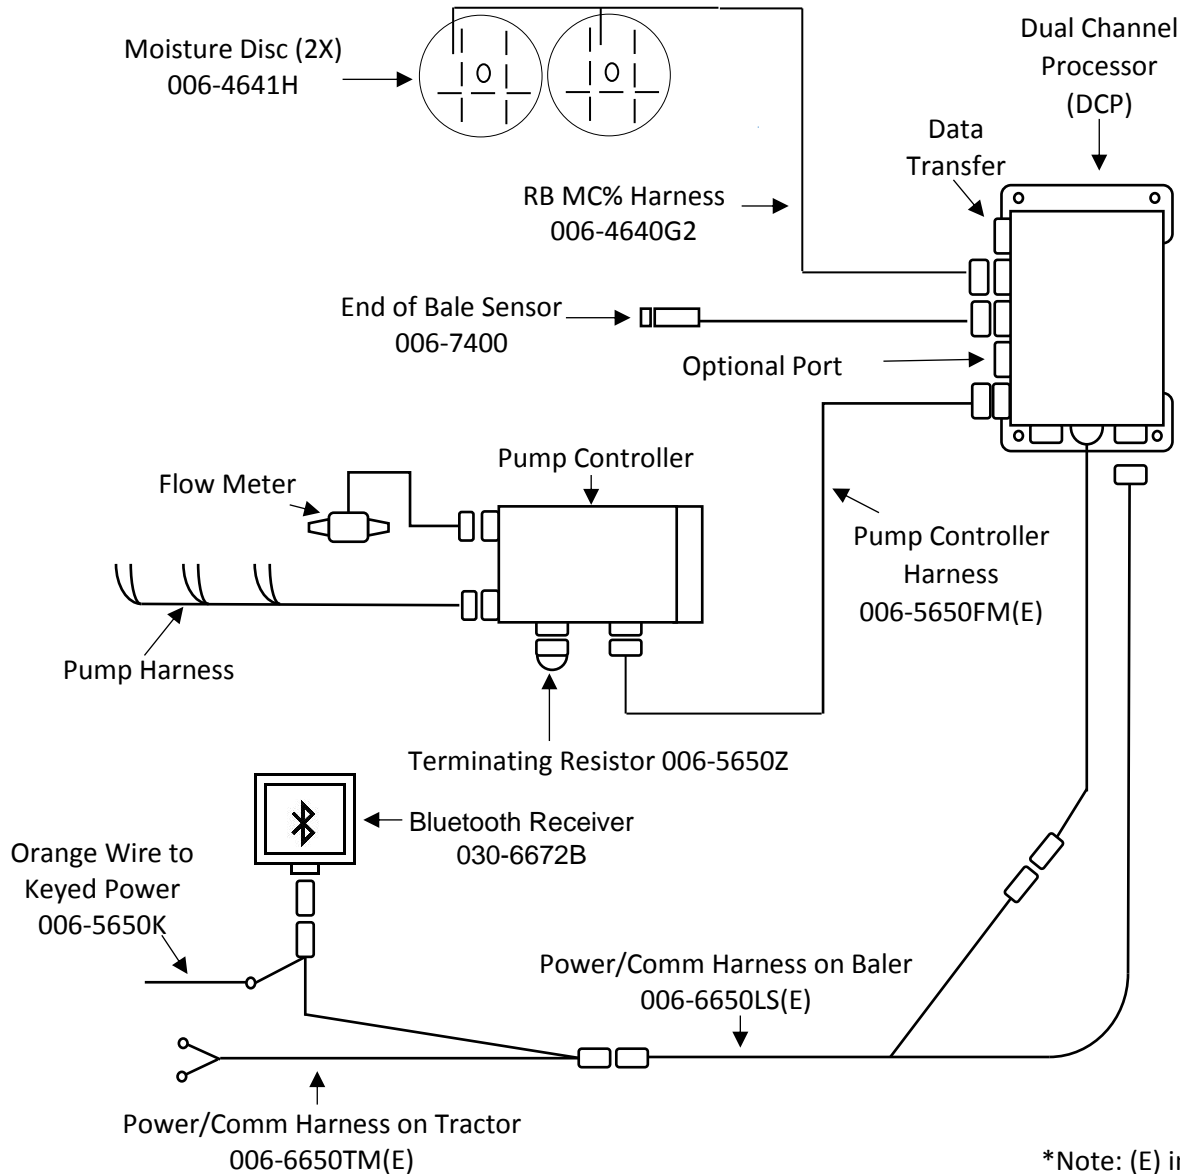 Moisture Disc (2X)
006-4641H
Dual Channel
Processor
(DCP)
Data
Transfer
RB MC% Harness
006-4640G2
End of Bale Sensor
006-7400
Optional Port
Pump Controller
Flow Meter
Pump Controller
Harness
006-5650FM(E)
Pump Harness
Terminating Resistor 006-5650Z
Bluetooth Receiver
030-6672B
Orange Wire to
Keyed Power
006-5650K
Power/Comm Harness on Baler
006-6650LS(E)
Power/Comm Harness on Tractor
006-6650TM(E)
*Note: (E) in